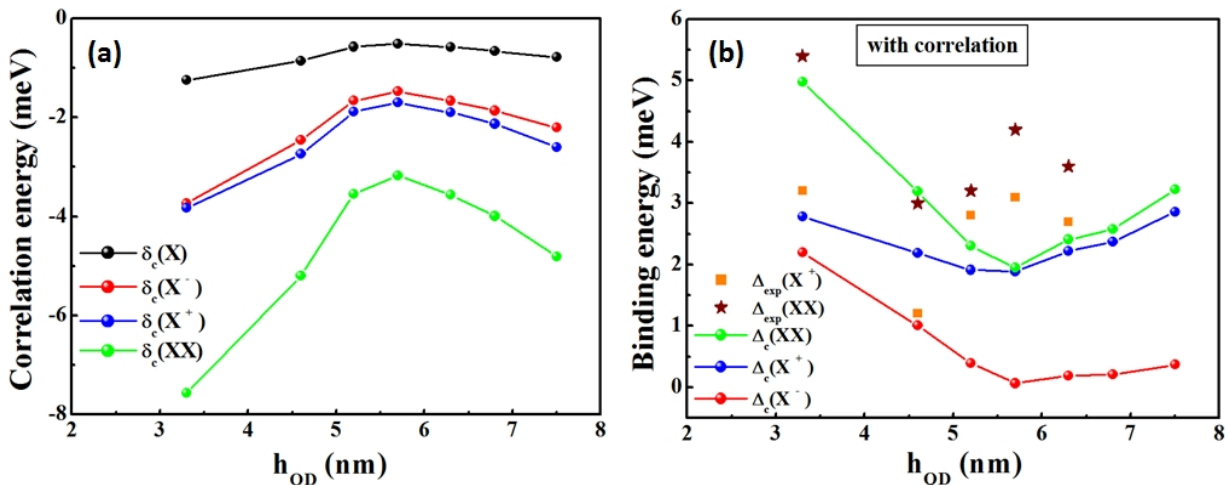 (a)
Correlation energy (meV)
0
-2
-4
-6
-8
δc(X)
δc(X⁻)
δc(X⁺)
δc(XX)
2 3 4 5 6 7 8
hQD (nm)
(b)
with correlation
Binding energy (meV)
6
5
4
3
2
1
0
Δexp(X⁺)
Δexp(XX)
Δc(XX)
Δc(X⁺)
Δc(X⁻)
2 3 4 5 6 7 8
hQD (nm)